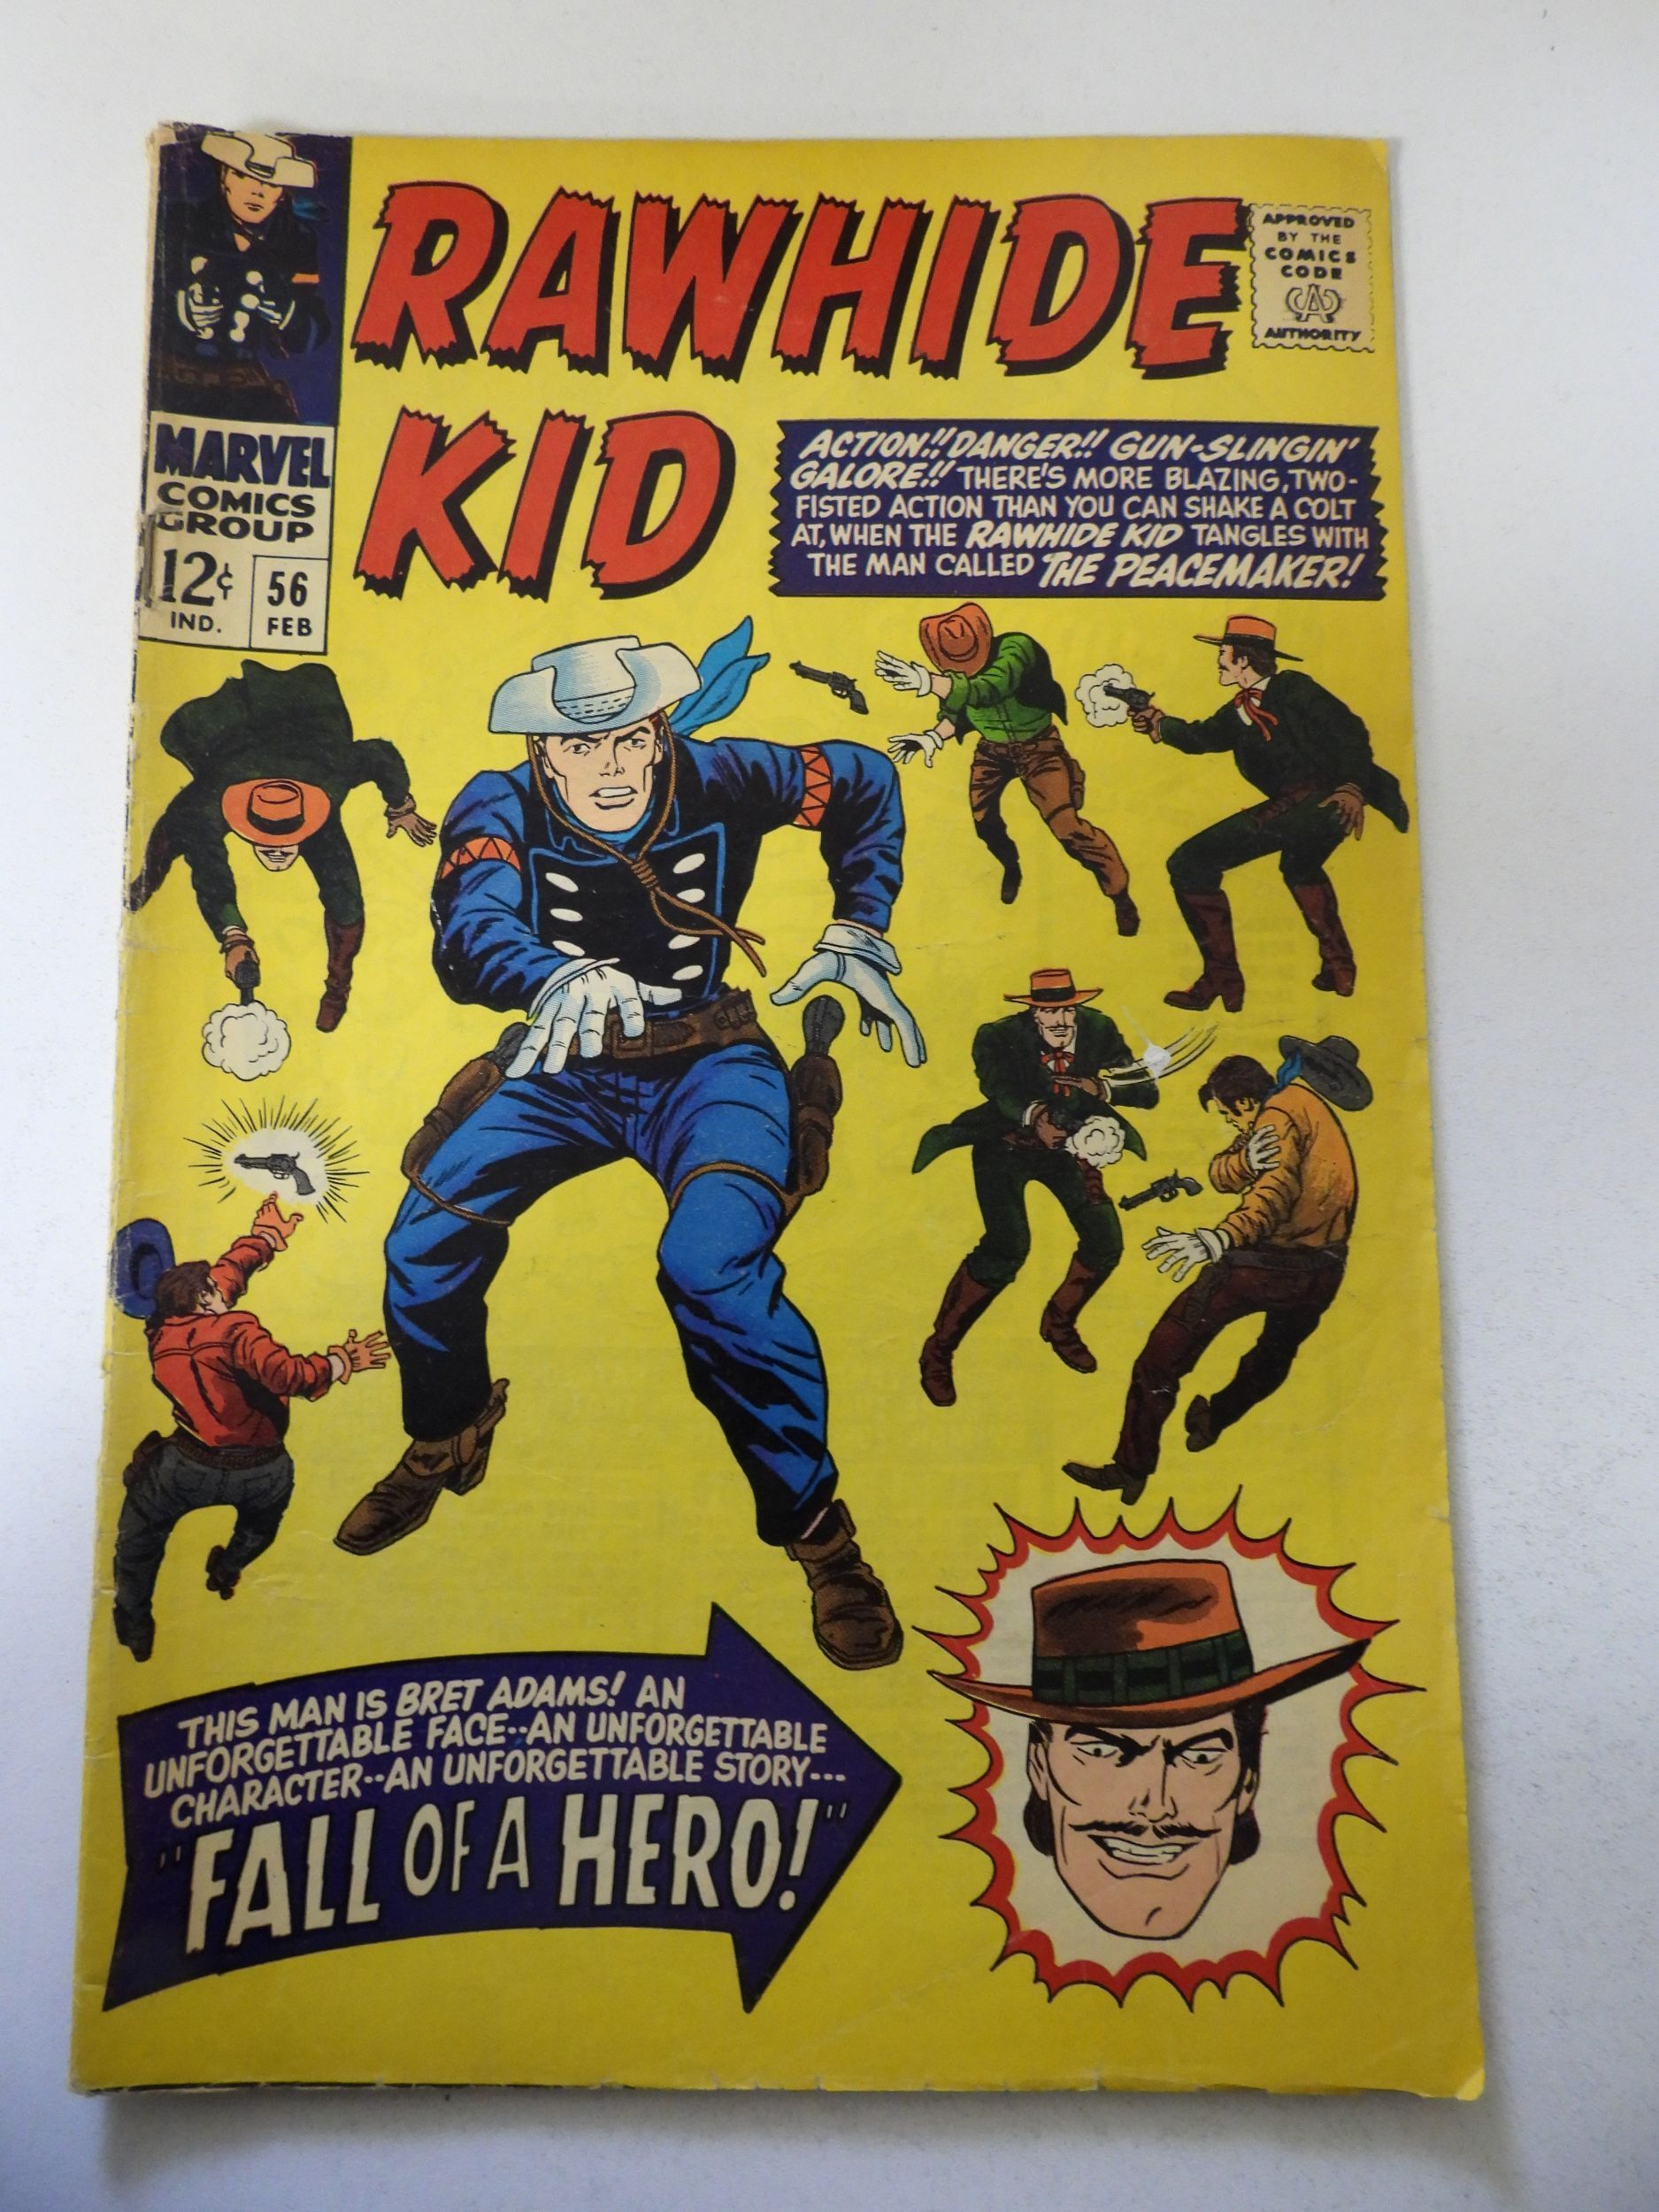 RAWHIDE
KID
APPROVED
BY THE
COMICS
CODE
CA
AUTHORITY
MARVEL
COMICS
GROUP
12¢
IND.
56
FEB
ACTION!! DANGER!! GUN-SLINGIN'
GALORE!! THERE'S MORE BLAZING, TWO-
FISTED ACTION THAN YOU CAN SHAKE A COLT
AT, WHEN THE RAWHIDE KID TANGLES WITH
THE MAN CALLED THE PEACEMAKER!
THIS MAN IS BRET ADAMS! AN
UNFORGETTABLE FACE--AN UNFORGETTABLE
CHARACTER--AN UNFORGETTABLE STORY---
"FALL OF A HERO!"